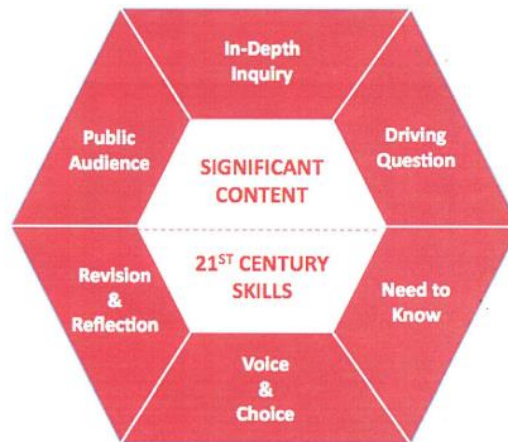 In-Depth
Inquiry
Driving
Question
Need to
Know
Voice
&
Choice
Revision
&
Reflection
Public
Audience
SIGNIFICANT
CONTENT
21ST CENTURY
SKILLS